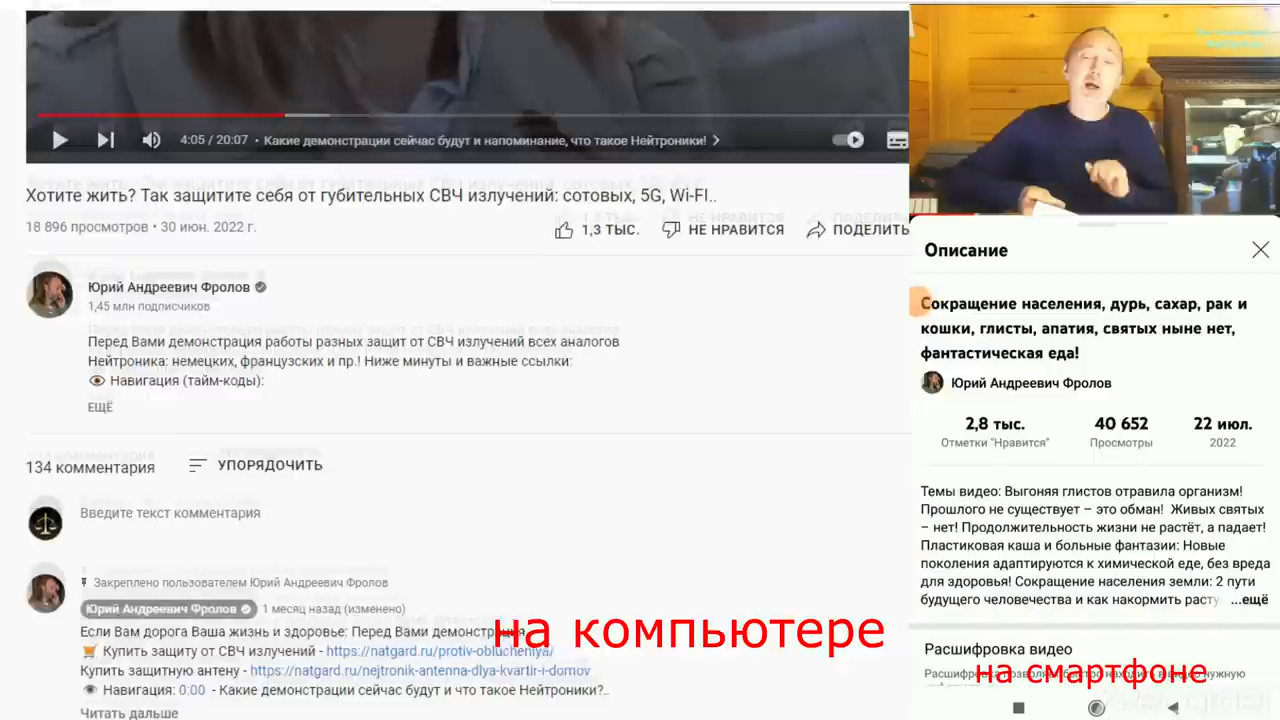 4:05 / 20:07 • Какие демонстрации сейчас будут и напоминание, что такое Нейтроники!
Хотите жить? Так защитите себя от губительных СВЧ излучений: сотовых, 5G, Wi-FI..
18 896 просмотров • 30 июн. 2022 г.
1,3 ТЫС.
НЕ НРАВИТСЯ
ПОДЕЛИТЬ
Юрий Андреевич Фролов
1,45 млн подписчиков
Перед Вами демонстрация работы разных защит от СВЧ излучений всех аналогов
Нейтроника: немецких, французских и пр.! Ниже минуты и важные ссылки:
Навигация (тайм-коды):
ЕЩЁ
134 комментария
УПОРЯДОЧИТЬ
Введите текст комментария
Закреплено пользователем Юрий Андреевич Фролов
Юрий Андреевич Фролов
1 месяц назад (изменено)
Если Вам дорога Ваша жизнь и здоровье: Перед Вами демонстрация
Купить защиту от СВЧ излучений - https://natgard.ru/protiv-oblucheniya/
Купить защитную антену - https://natgard.ru/nejtronik-antenna-dlya-kvartir-i-domov
Навигация: 0:00 - Какие демонстрации сейчас будут и что такое Нейтроники?..
Читать дальше
на компьютере
Описание
Сокращение населения, дурь, сахар, рак и
кошки, глисты, апатия, святых ныне нет,
фантастическая еда!
Юрий Андреевич Фролов
2,8 тыс.
40 652
22 июл.
Отметки "Нравится"
Просмотры
2022
Темы видео: Выгоняя глистов отравила организм!
Прошлого не существует – это обман! Живых святых
– нет! Продолжительность жизни не растёт, а падает!
Пластиковая каша и больные фантазии: Новые
поколения адаптируются к химической еде, без вреда
для здоровья! Сокращение населения земли: 2 пути
будущего человечества и как накормить расту ...ещё
Расшифровка видео
на смартфоне